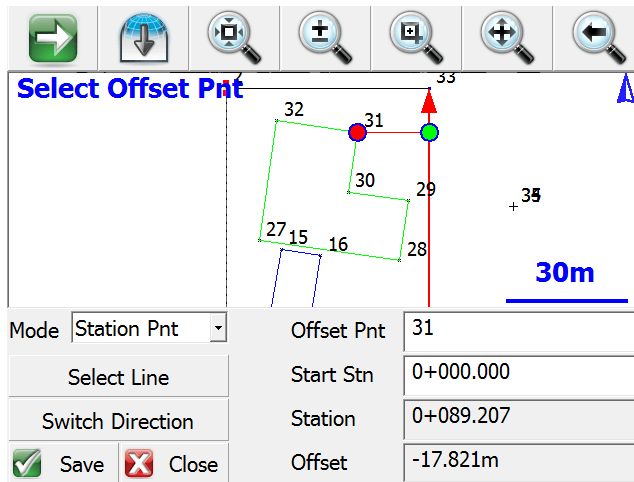 Select Offset Pnt
33
32
31
30
29
27
15
16
28
30m
Mode
Station Pnt
Offset Pnt
31
Select Line
Start Stn
0+000.000
Switch Direction
Station
0+089.207
Save
Close
Offset
-17.821m